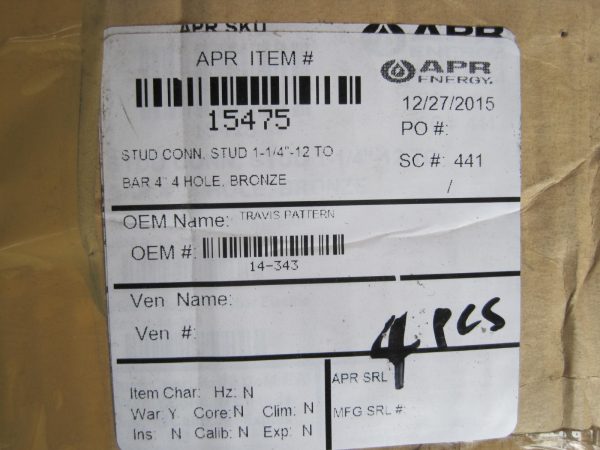 APR SKU
APR
APR ITEM #
APR
ENERGY.
15475
12/27/2015
PO #:
STUD CONN, STUD 1-1/4"-12 TO
SC #: 441
BAR 4" 4 HOLE, BRONZE
/
OEM Name: TRAVIS PATTERN
OEM #:
14-343
Ven Name:
Ven #:
4 PCS
APR SRL
MFG SRL #:
Item Char: Hz: N
War: Y Core: N Clim: N
Ins: N Calib: N Exp: N